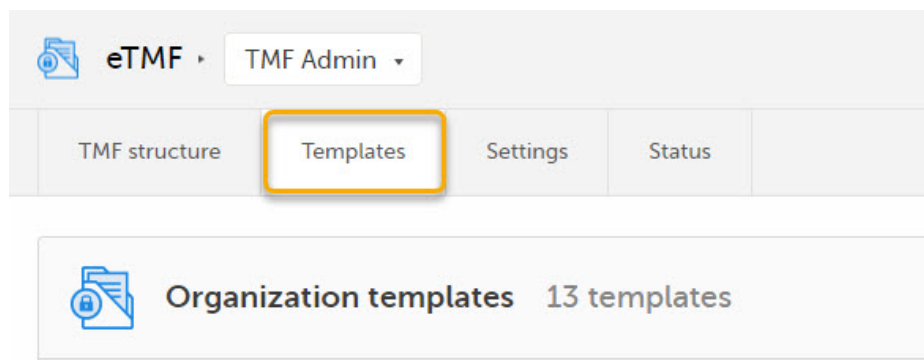 eTMF TMF Admin
TMF structure Templates Settings Status
Organization templates 13 templates